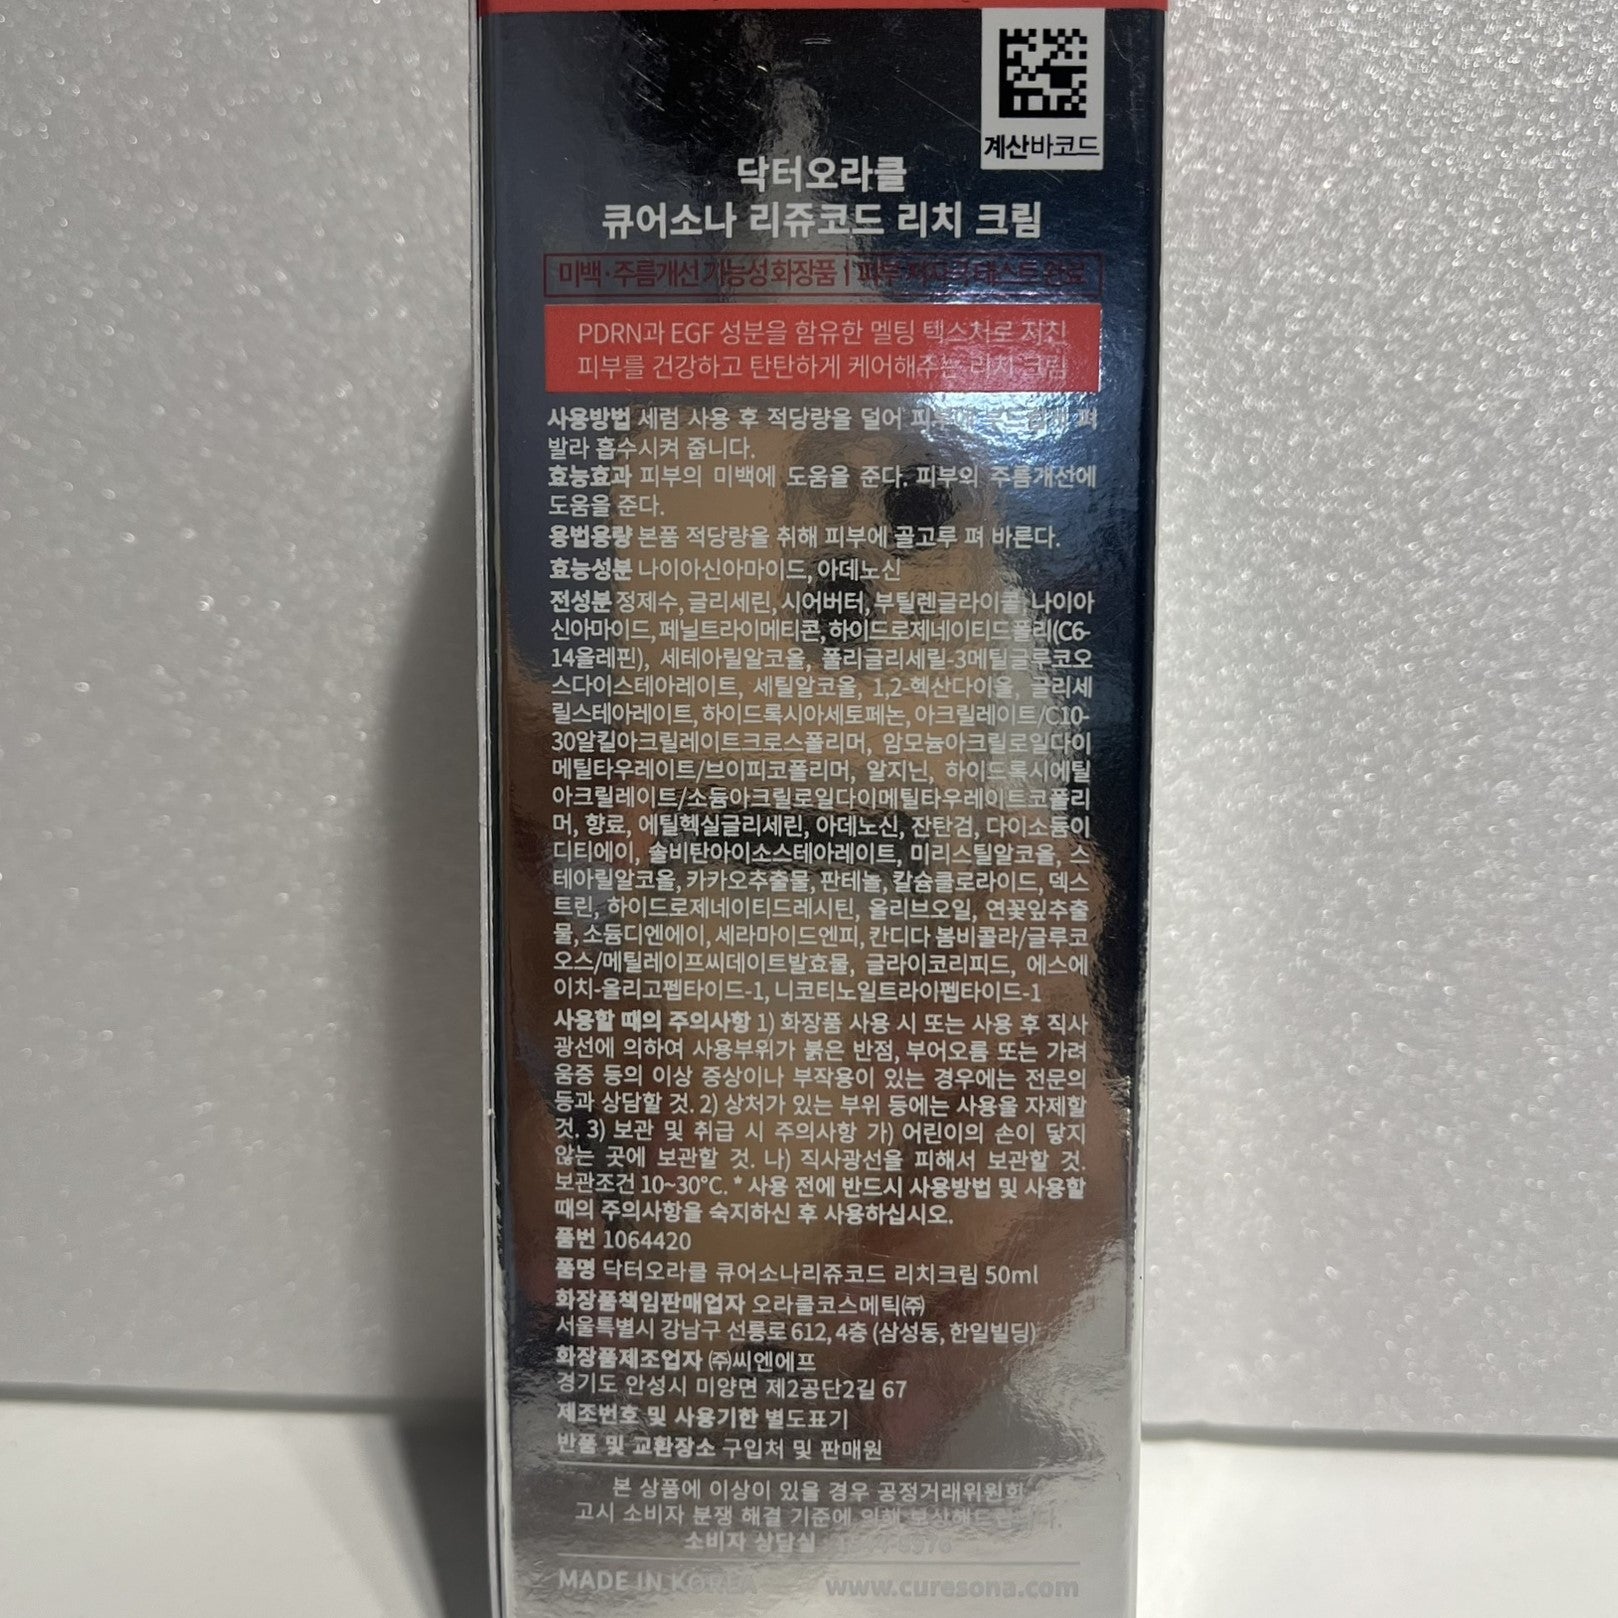 계산바코드
닥터오라클
큐어소나 리쥬코드 리치 크림
미백·주름개선 기능성 화장품 | 피부 저자극 테스트 완료
PDRN과 EGF 성분을 함유한 멜팅 텍스처로 지친
피부를 건강하고 탄탄하게 케어해주는 리치 크림
사용방법 세럼 사용 후 적당량을 덜어 피부에 부드럽게 펴
발라 흡수시켜 줍니다.
효능효과 피부의 미백에 도움을 준다. 피부의 주름개선에
도움을 준다.
용법용량 본품 적당량을 취해 피부에 골고루 펴 바른다.
효능성분 나이아신아마이드, 아데노신
전성분 정제수, 글리세린, 시어버터, 부틸렌글라이콜, 나이아
신아마이드, 페닐트라이메티콘, 하이드로제네이티드폴리(C6-
14올레핀), 세테아릴알코올, 폴리글리세릴-3메틸글루코오
스다이스테아레이트, 세틸알코올, 1,2-헥산다이올, 글리세
릴스테아레이트, 하이드록시아세토페논, 아크릴레이트/C10-
30알킬아크릴레이트크로스폴리머, 암모늄아크릴로일다이
메틸타우레이트/브이피코폴리머, 알지닌, 하이드록시에틸
아크릴레이트/소듐아크릴로일다이메틸타우레이트코폴리
머, 향료, 에틸헥실글리세린, 아데노신, 잔탄검, 다이소듐이
디티에이, 솔비탄아이소스테아레이트, 미리스틸알코올, 스
테아릴알코올, 카카오추출물, 판테놀, 칼슘클로라이드, 덱스
트린, 하이드로제네이티드레시틴, 올리브오일, 연꽃잎추출
물, 소듐디엔에이, 세라마이드엔피, 칸디다 봄비콜라/글루코
오스/메틸레이프씨데이트발효물, 글라이코리피드, 에스에
이치-올리고펩타이드-1, 니코티노일트라이펩타이드-1
사용할 때의 주의사항 1) 화장품 사용 시 또는 사용 후 직사
광선에 의하여 사용부위가 붉은 반점, 부어오름 또는 가려
움증 등의 이상 증상이나 부작용이 있는 경우에는 전문의
등과 상담할 것. 2) 상처가 있는 부위 등에는 사용을 자제할
것. 3) 보관 및 취급 시 주의사항 가) 어린이의 손이 닿지
않는 곳에 보관할 것. 나) 직사광선을 피해서 보관할 것.
보관조건 10~30℃. * 사용 전에 반드시 사용방법 및 사용할
때의 주의사항을 숙지하신 후 사용하십시오.
품번 1064420
품명 닥터오라클 큐어소나리쥬코드 리치크림 50ml
화장품책임판매업자 오라클코스메틱㈜
서울특별시 강남구 선릉로 612, 4층 (삼성동, 한일빌딩)
화장품제조업자 ㈜씨엔에프
경기도 안성시 미양면 제2공단2길 67
제조번호 및 사용기한 별도표기
반품 및 교환장소 구입처 및 판매원
본 상품에 이상이 있을 경우 공정거래위원회
고시 소비자 분쟁 해결 기준에 의해 보상해드립니다.
소비자 상담실
MADE IN KOREA www.curesona.com